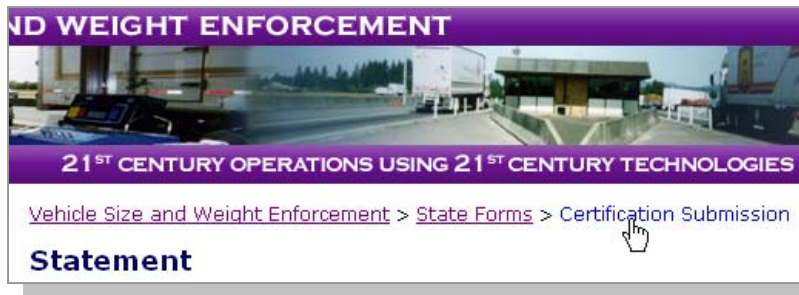 ND WEIGHT ENFORCEMENT
21ST CENTURY OPERATIONS USING 21ST CENTURY TECHNOLOGIES
Vehicle Size and Weight Enforcement > State Forms > Certification Submission
Statement